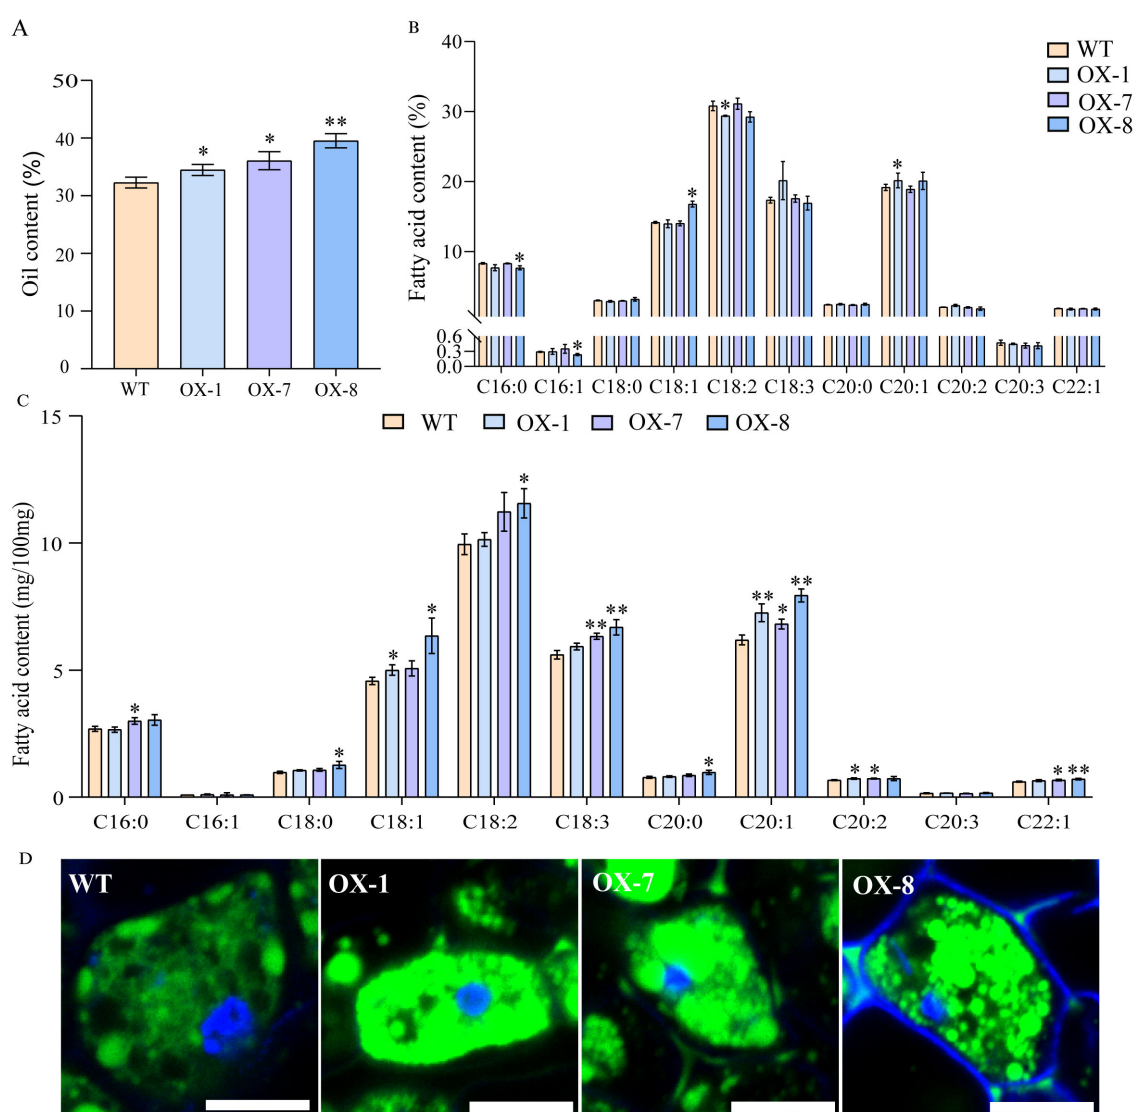 A
Oil content (%)
50
40
30
20
10
0
*
*
**
WT
OX-1
OX-7
OX-8
B
Fatty acid content (%)
40
30
20
10
0.6
0.3
0.0
*
*
*
*
*
WT
OX-1
OX-7
OX-8
C16:0
C16:1
C18:0
C18:1
C18:2
C18:3
C20:0
C20:1
C20:2
C20:3
C22:1
C
Fatty acid content (mg/100mg)
15
10
5
0
WT
OX-1
OX-7
OX-8
*
*
*
*
*
**
**
*
**
*
**
*
*
*
**
C16:0
C16:1
C18:0
C18:1
C18:2
C18:3
C20:0
C20:1
C20:2
C20:3
C22:1
D
WT
OX-1
OX-7
OX-8